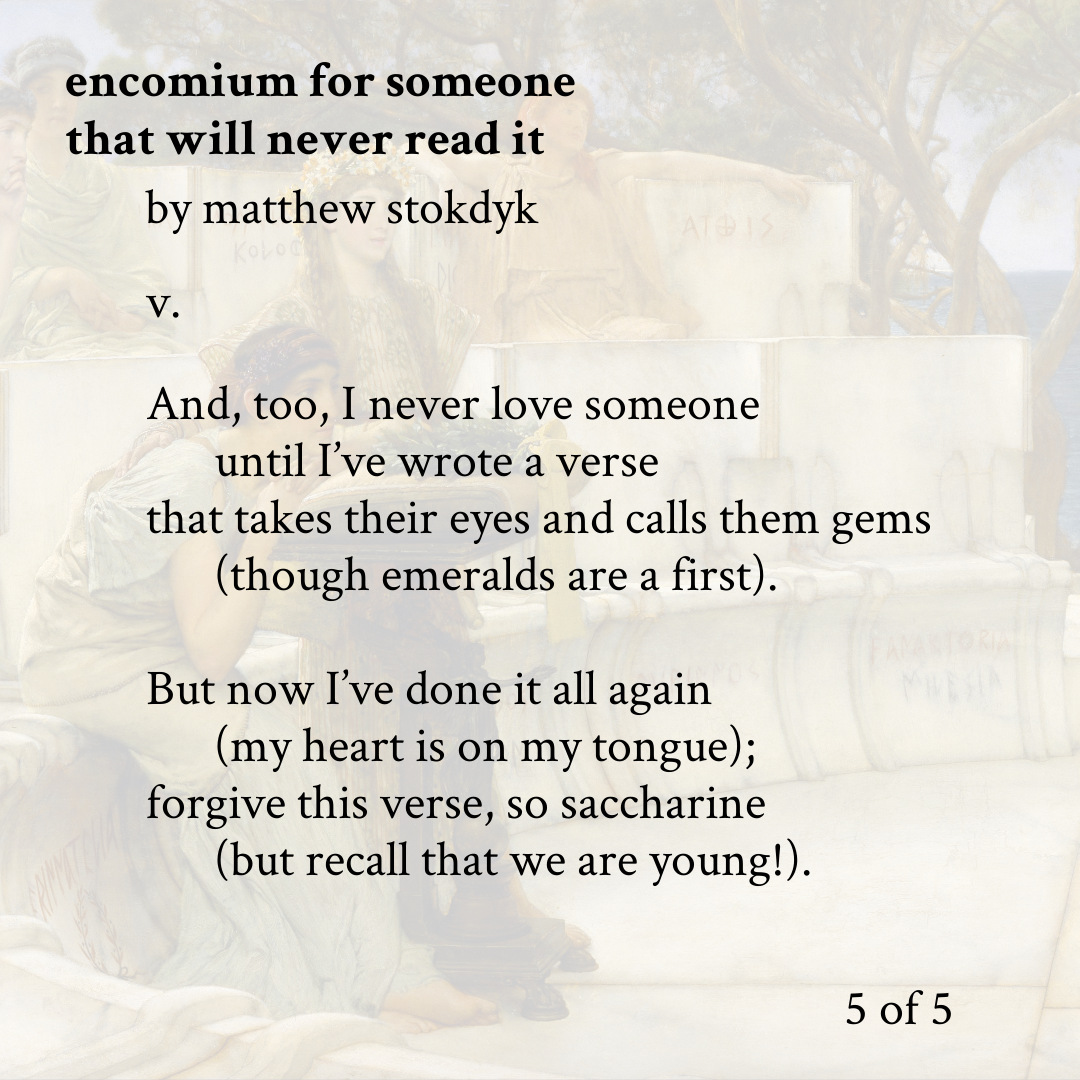 encomium for someone
that will never read it
by matthew stokdyk
v.
And, too, I never love someone
until I’ve wrote a verse
that takes their eyes and calls them gems
(though emeralds are a first).
But now I’ve done it all again
(my heart is on my tongue);
forgive this verse, so saccharine
(but recall that we are young!).
5 of 5